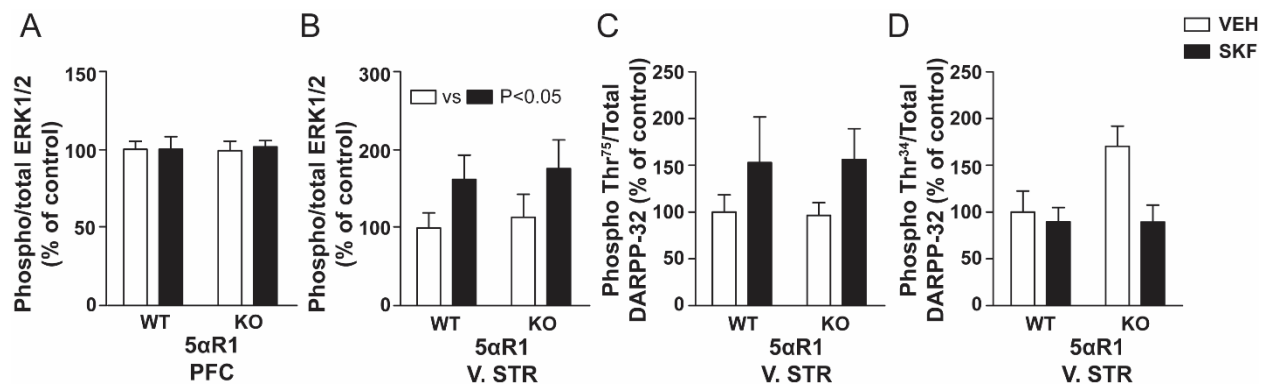 A
Phospho/total ERK1/2
(% of control)
150
100
50
0
WT KO
5αR1
PFC
B
Phospho/total ERK1/2
(% of control)
300
200
100
0
vs P<0.05
WT KO
5αR1
V. STR
C
Phospho Thr⁷⁵/Total
DARPP-32 (% of control)
250
200
150
100
50
0
WT KO
5αR1
V. STR
D
Phospho Thr³⁴/Total
DARPP-32 (% of control)
250
200
150
100
50
0
WT KO
5αR1
V. STR
VEH
SKF